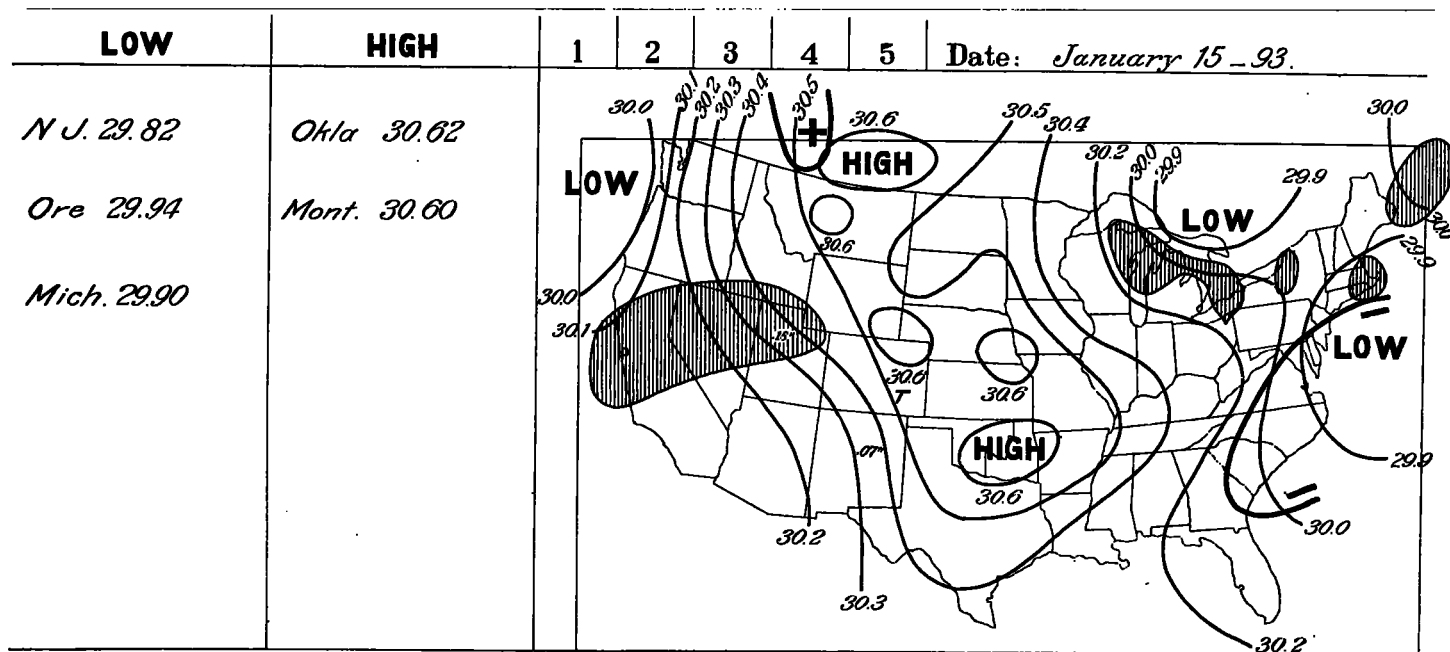 LOW HIGH 1 2 3 4 5 Date: January 15-93.
N J. 29.82 Okla 30.62
Ore 29.94 Mont. 30.60
Mich. 29.90
30.0 30.1 30.2 30.3 30.4 30.5 30.6 30.5 30.4 30.2 30.0 29.9 29.9 30.0
+
HIGH
LOW
LOW
30.6
30.0
29.9
30.0
30.1
.15"
LOW
30.6
T
30.6
.07"
HIGH
30.6
29.9
30.2
30.0
30.3
30.2